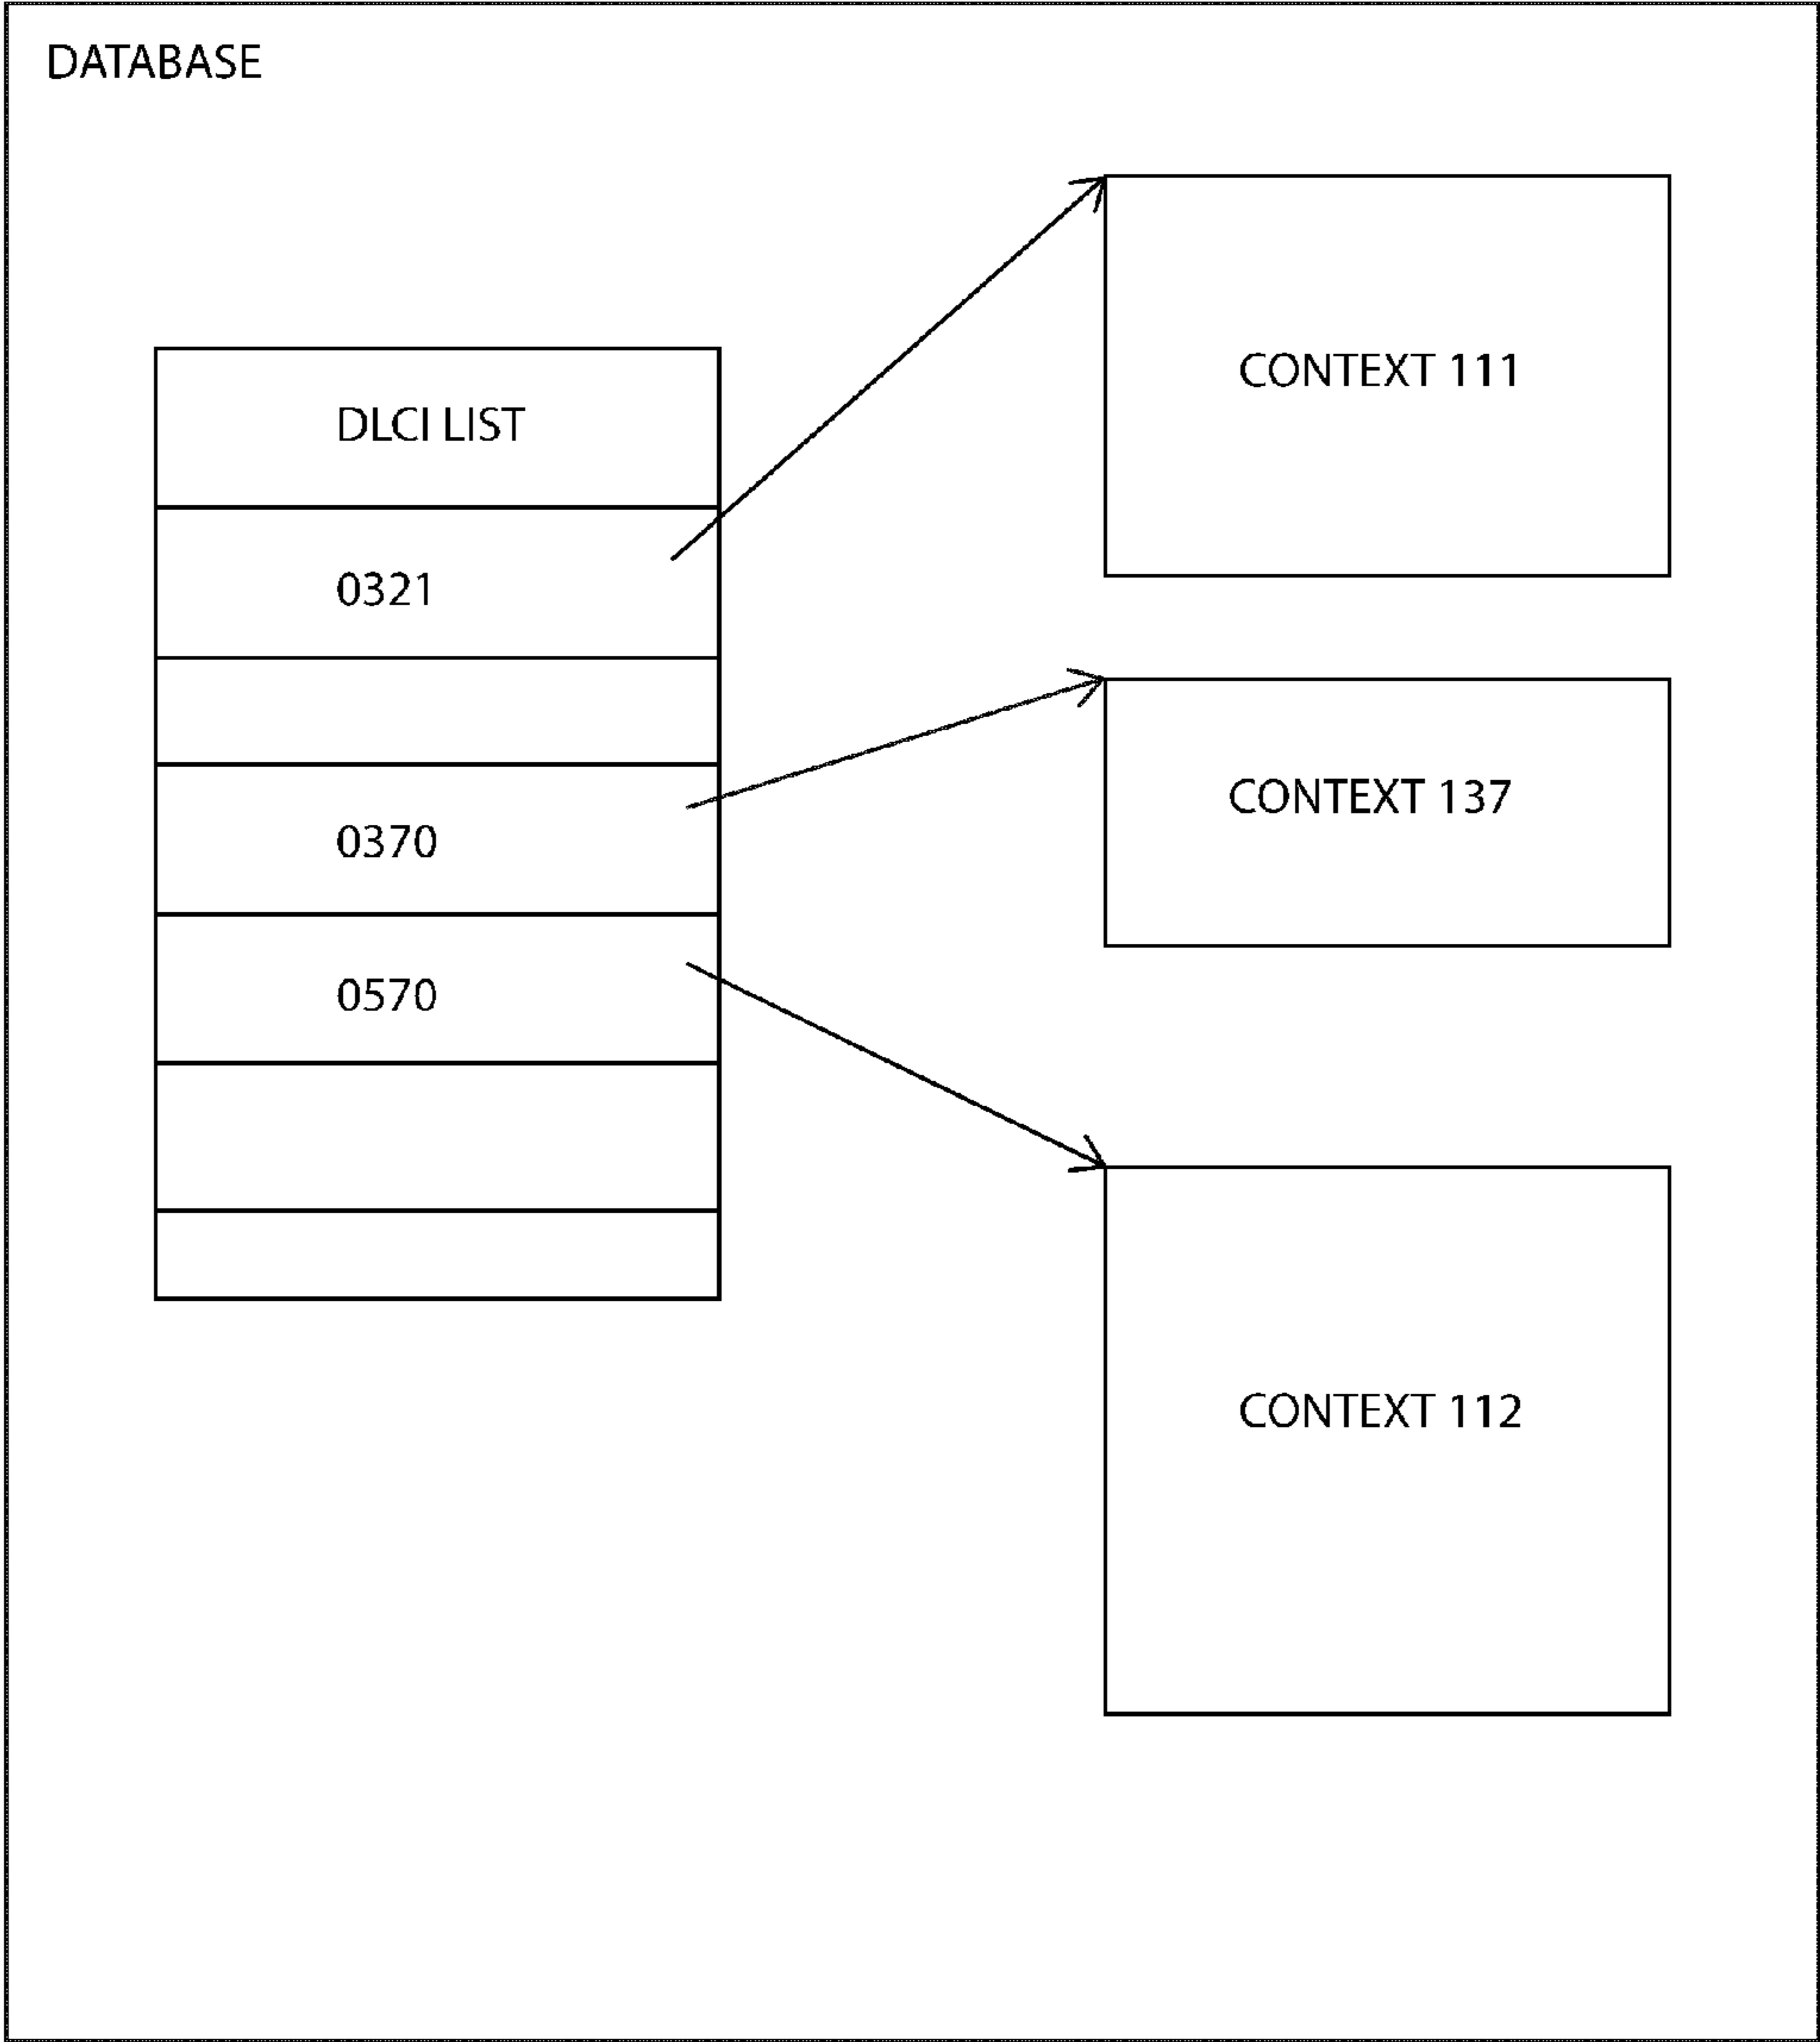 DATABASE
DLCI LIST
0321
0370
0570
CONTEXT 111
CONTEXT 137
CONTEXT 112